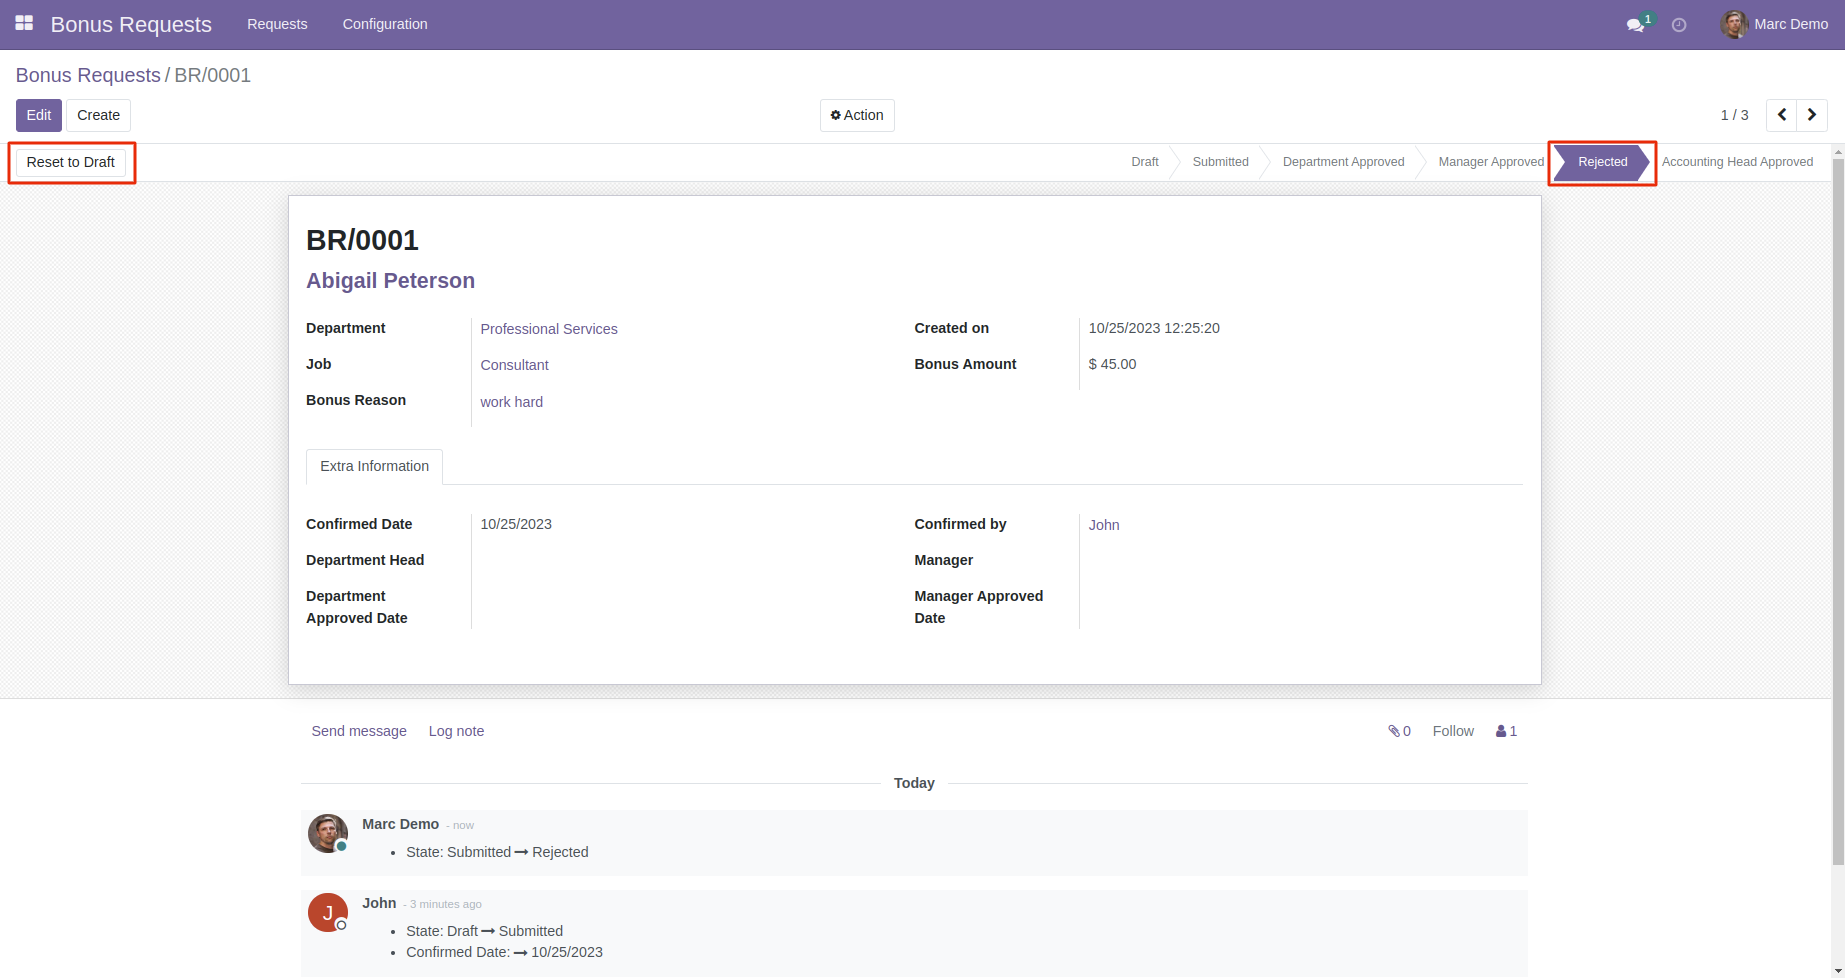 Bonus Requests Requests Configuration 1 Marc Demo
Bonus Requests / BR/0001
Edit Create Action 1 / 3
Reset to Draft Draft Submitted Department Approved Manager Approved Rejected Accounting Head Approved
BR/0001
Abigail Peterson
Department Professional Services Created on 10/25/2023 12:25:20
Job Consultant Bonus Amount $ 45.00
Bonus Reason work hard
Extra Information
Confirmed Date 10/25/2023 Confirmed by John
Department Head Manager
Department Approved Date Manager Approved Date
Send message Log note 0 Follow 1
Today
Marc Demo - now
• State: Submitted → Rejected
J John - 3 minutes ago
• State: Draft → Submitted
• Confirmed Date: → 10/25/2023